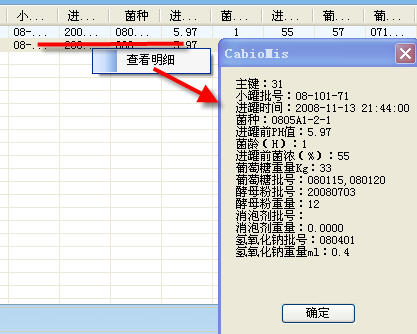 小... 进... 菌种 进... 菌... 进... 葡... 葡...
08-... 200... 080... 5.97 1 55 57 071...
08-... 200... 080... 5.97
查看明细
CabioMis
主键：31
小罐批号：08-101-71
进罐时间：2008-11-13 21:44:00
菌种：0805A1-2-1
进罐前PH值：5.97
菌龄（H）：1
进罐前菌浓（%）：55
葡萄糖重量Kg：33
葡萄糖批号：080115,080120
酵母粉批号：20080703
酵母粉重量：12
消泡剂批号：
消泡剂重量：0.0000
氢氧化钠批号：080401
氢氧化钠重量ml：0.4
确定